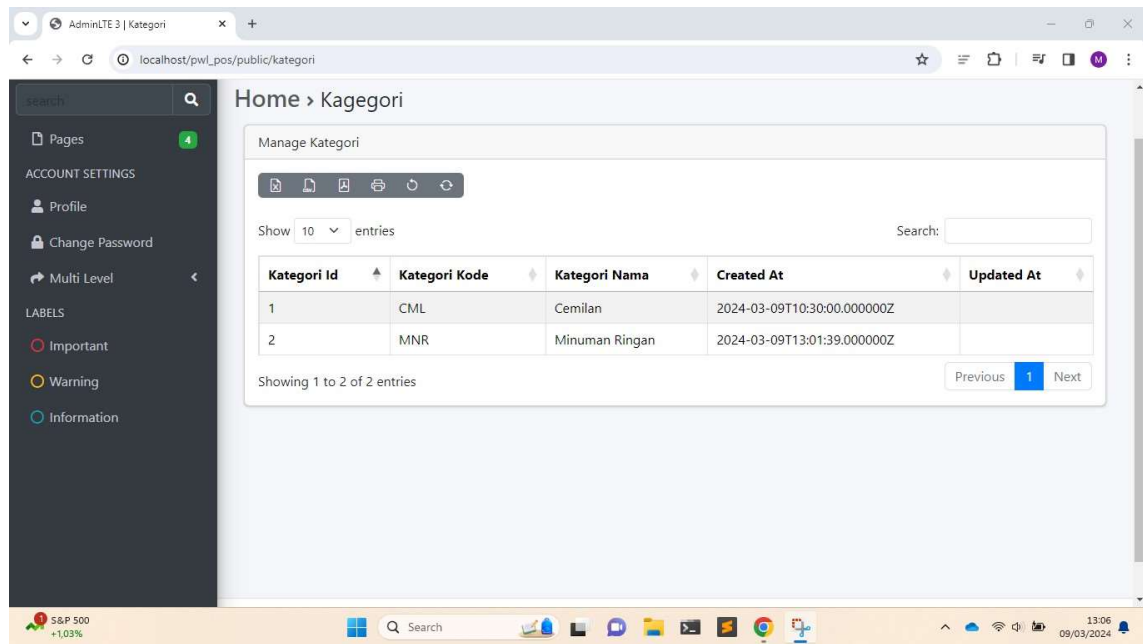 AdminLTE 3 | Kategori
localhost/pwl_pos/public/kategori
M
search
Home › Kagegori
Pages 4
ACCOUNT SETTINGS
Profile
Change Password
Multi Level
LABELS
Important
Warning
Information
Manage Kategori
Show 10 entries Search:
Kategori Id Kategori Kode Kategori Nama Created At Updated At
1 CML Cemilan 2024-03-09T10:30:00.000000Z
2 MNR Minuman Ringan 2024-03-09T13:01:39.000000Z
Showing 1 to 2 of 2 entries Previous 1 Next
1
S&P 500
+1,03%
Search
13:06
09/03/2024